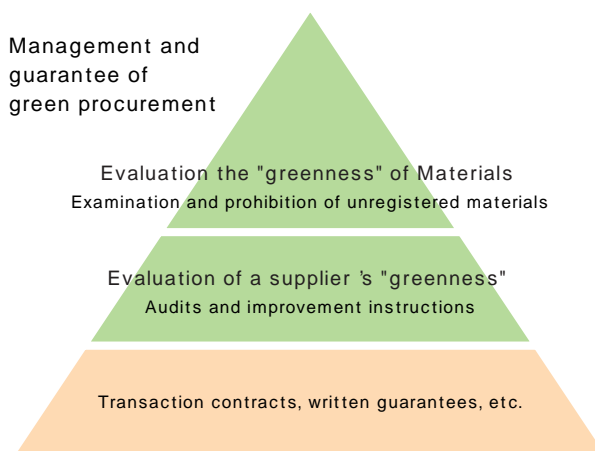 Management and
guarantee of
green procurement
Evaluation the "greenness" of Materials
Examination and prohibition of unregistered materials
Evaluation of a supplier 's "greenness"
Audits and improvement instructions
Transaction contracts, written guarantees, etc.